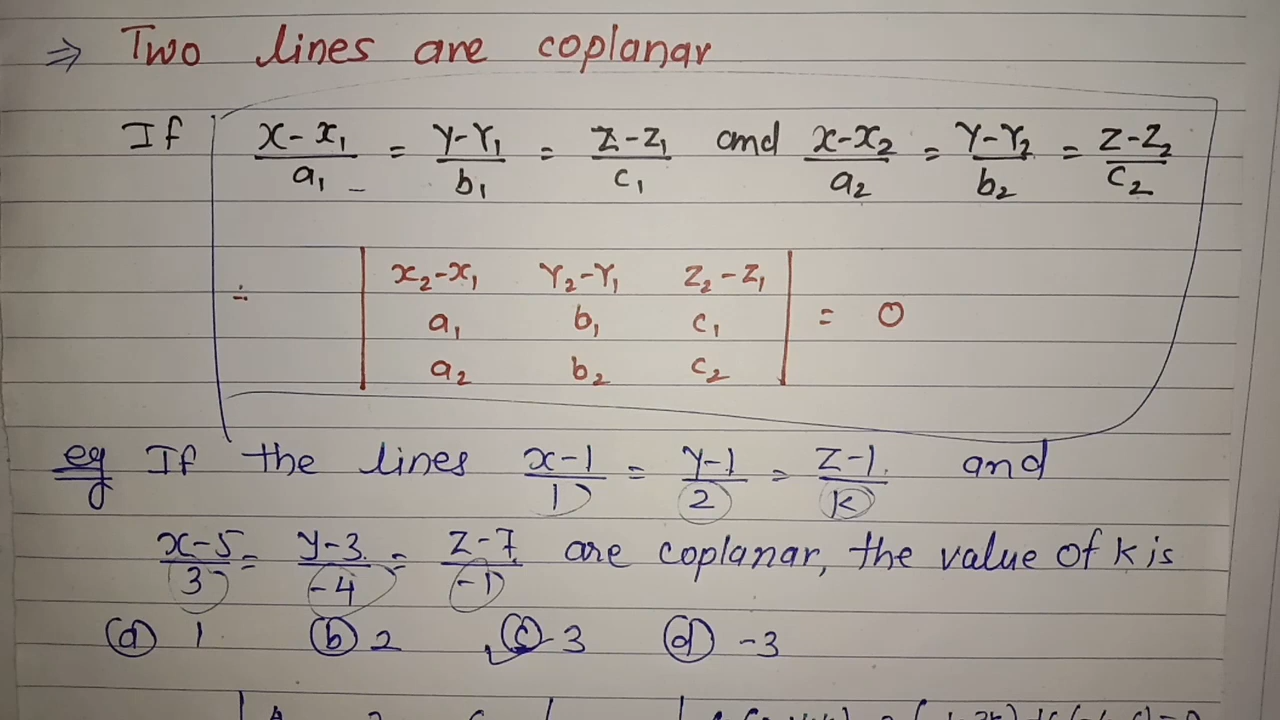 ⇒ Two lines are coplanar
If x-x₁/a₁ = Y-Y₁/b₁ = Z-Z₁/c₁ and x-x₂/a₂ = Y-Y₂/b₂ = Z-Z₂/c₂
÷ | x₂-x₁ Y₂-Y₁ Z₂-Z₁ |
| a₁ b₁ c₁ | = 0
| a₂ b₂ c₂ |
eg If the lines x-1/1 = y-1/2 = z-1/k and
x-5/3 = y-3/-4 = z-7/-1 are coplanar, the value of k is
(a) 1 (b) 2 (c) 3 (d) -3